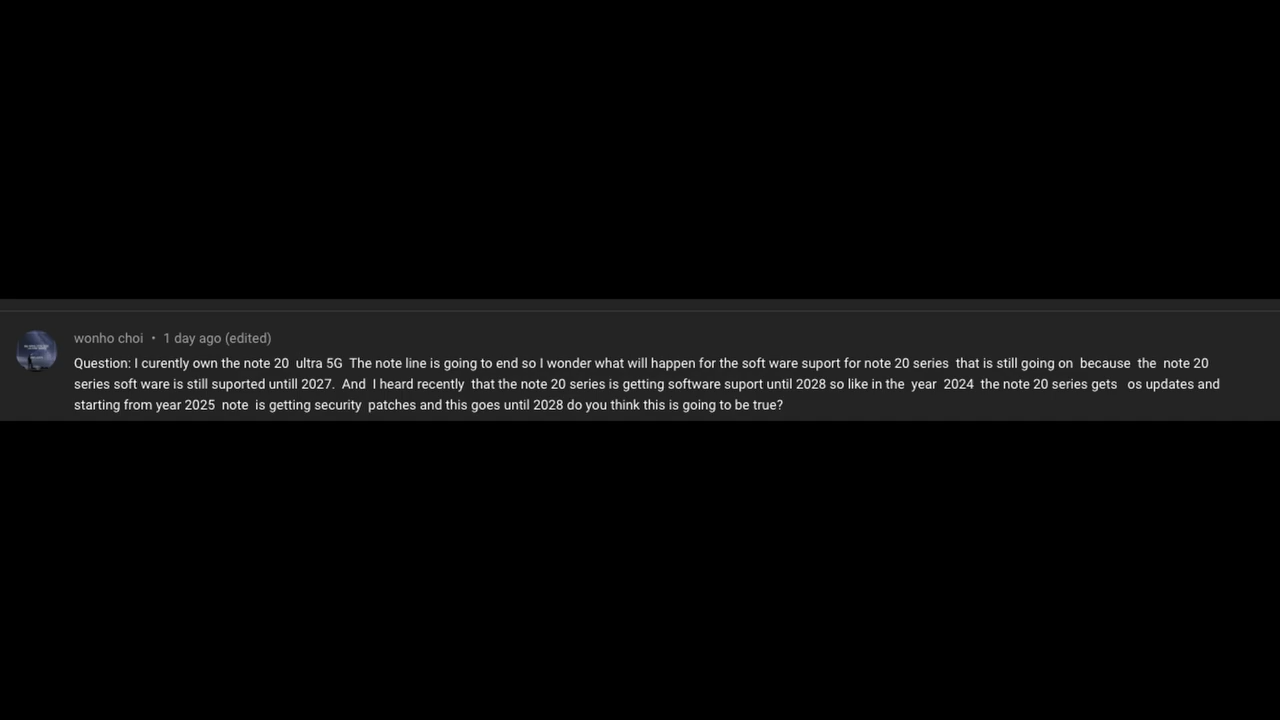 wonho choi • 1 day ago (edited)
Question: I curently own the note 20 ultra 5G The note line is going to end so I wonder what will happen for the soft ware suport for note 20 series that is still going on because the note 20
series soft ware is still suported untill 2027. And I heard recently that the note 20 series is getting software suport until 2028 so like in the year 2024 the note 20 series gets os updates and
starting from year 2025 note is getting security patches and this goes until 2028 do you think this is going to be true?